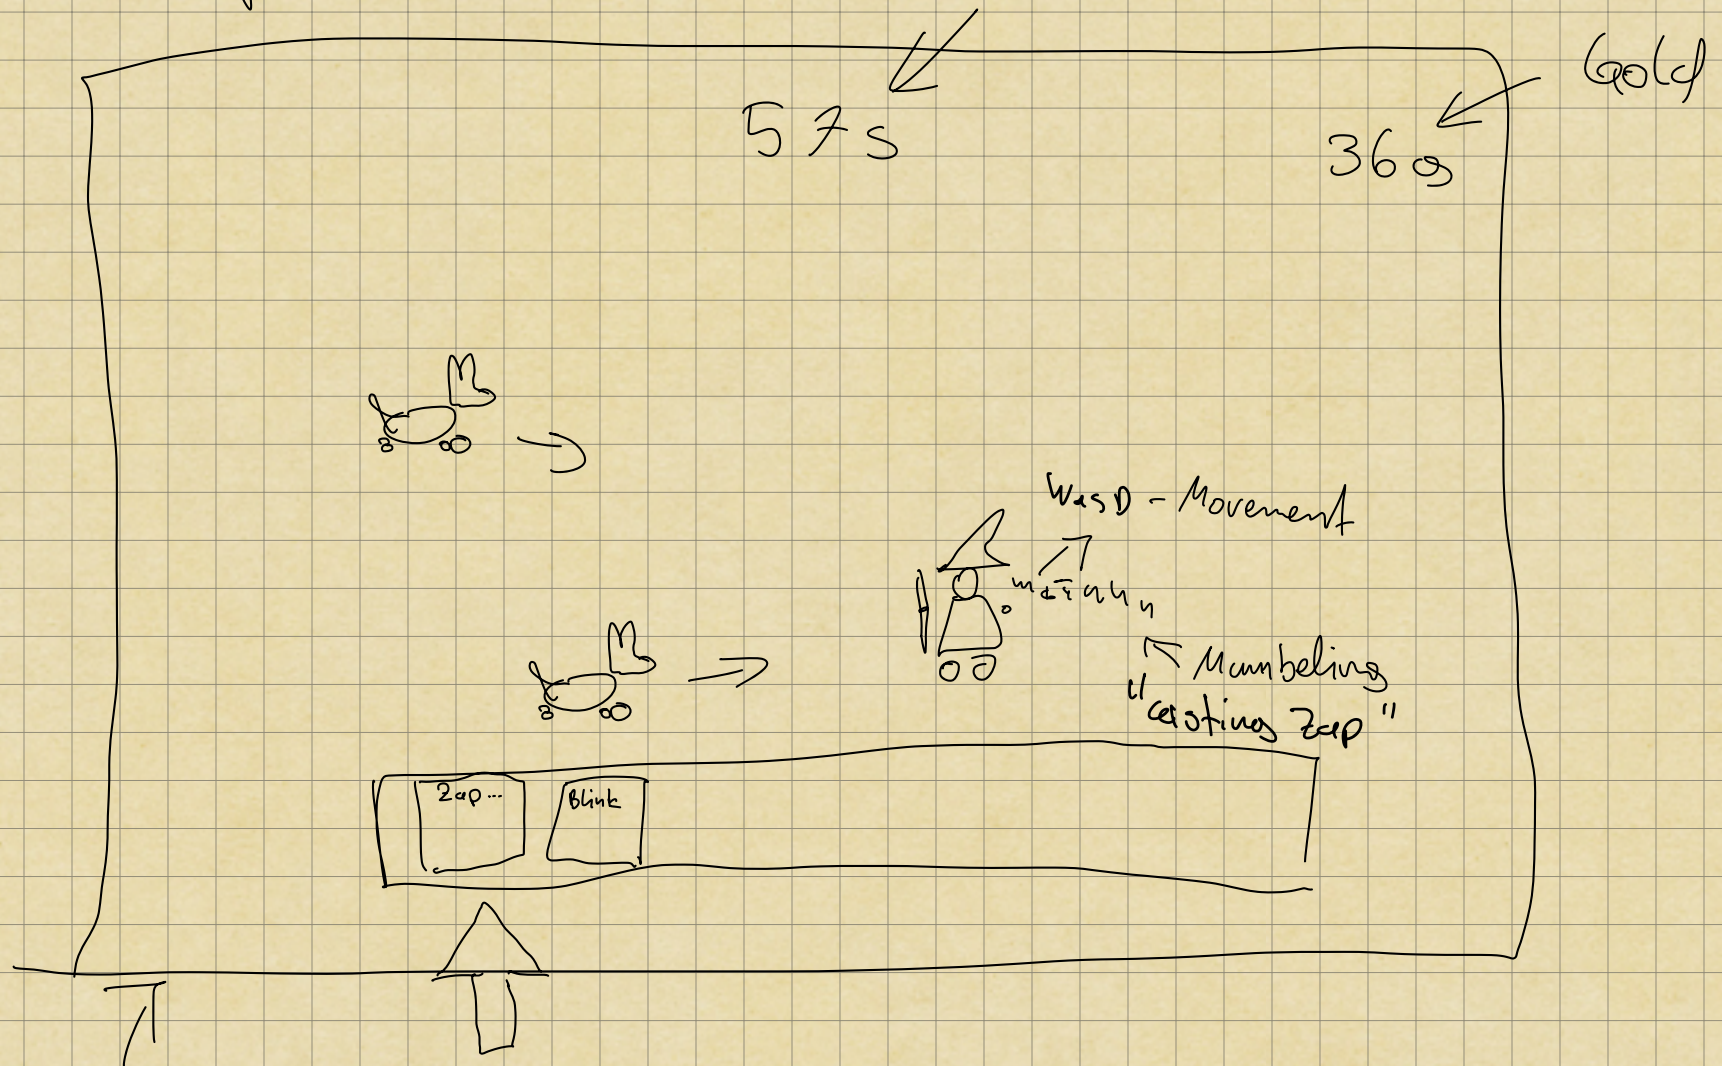 57s
Gold
36g
WasD - Movement
Mumbeling
"Casting Zap"
Zap...
Blink